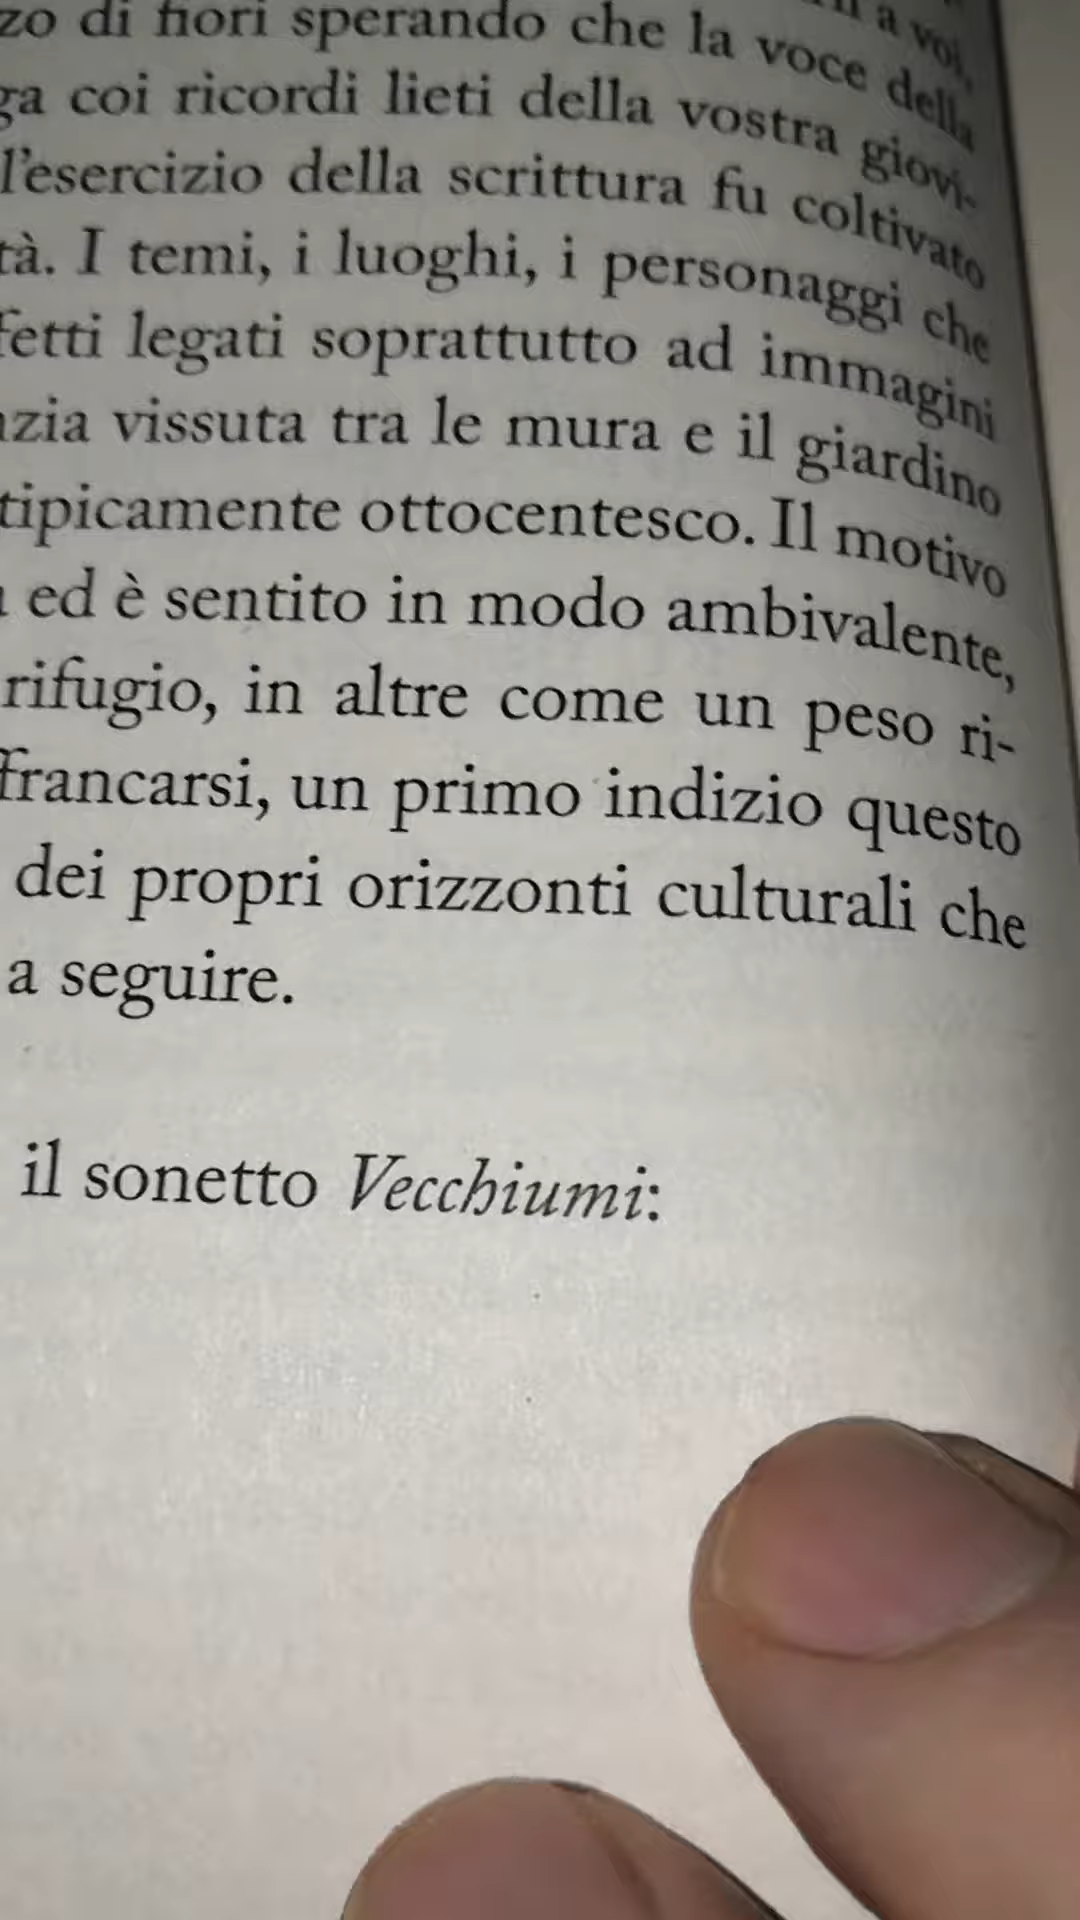 zo di fiori sperando che la voce della
ga coi ricordi lieti della vostra giovi-
l'esercizio della scrittura fu coltivato
tà. I temi, i luoghi, i personaggi che
fetti legati soprattutto ad immagini
zia vissuta tra le mura e il giardino
tipicamente ottocentesco. Il motivo
ed è sentito in modo ambivalente,
rifugio, in altre come un peso ri-
francarsi, un primo indizio questo
dei propri orizzonti culturali che
a seguire.
il sonetto Vecchiumi: